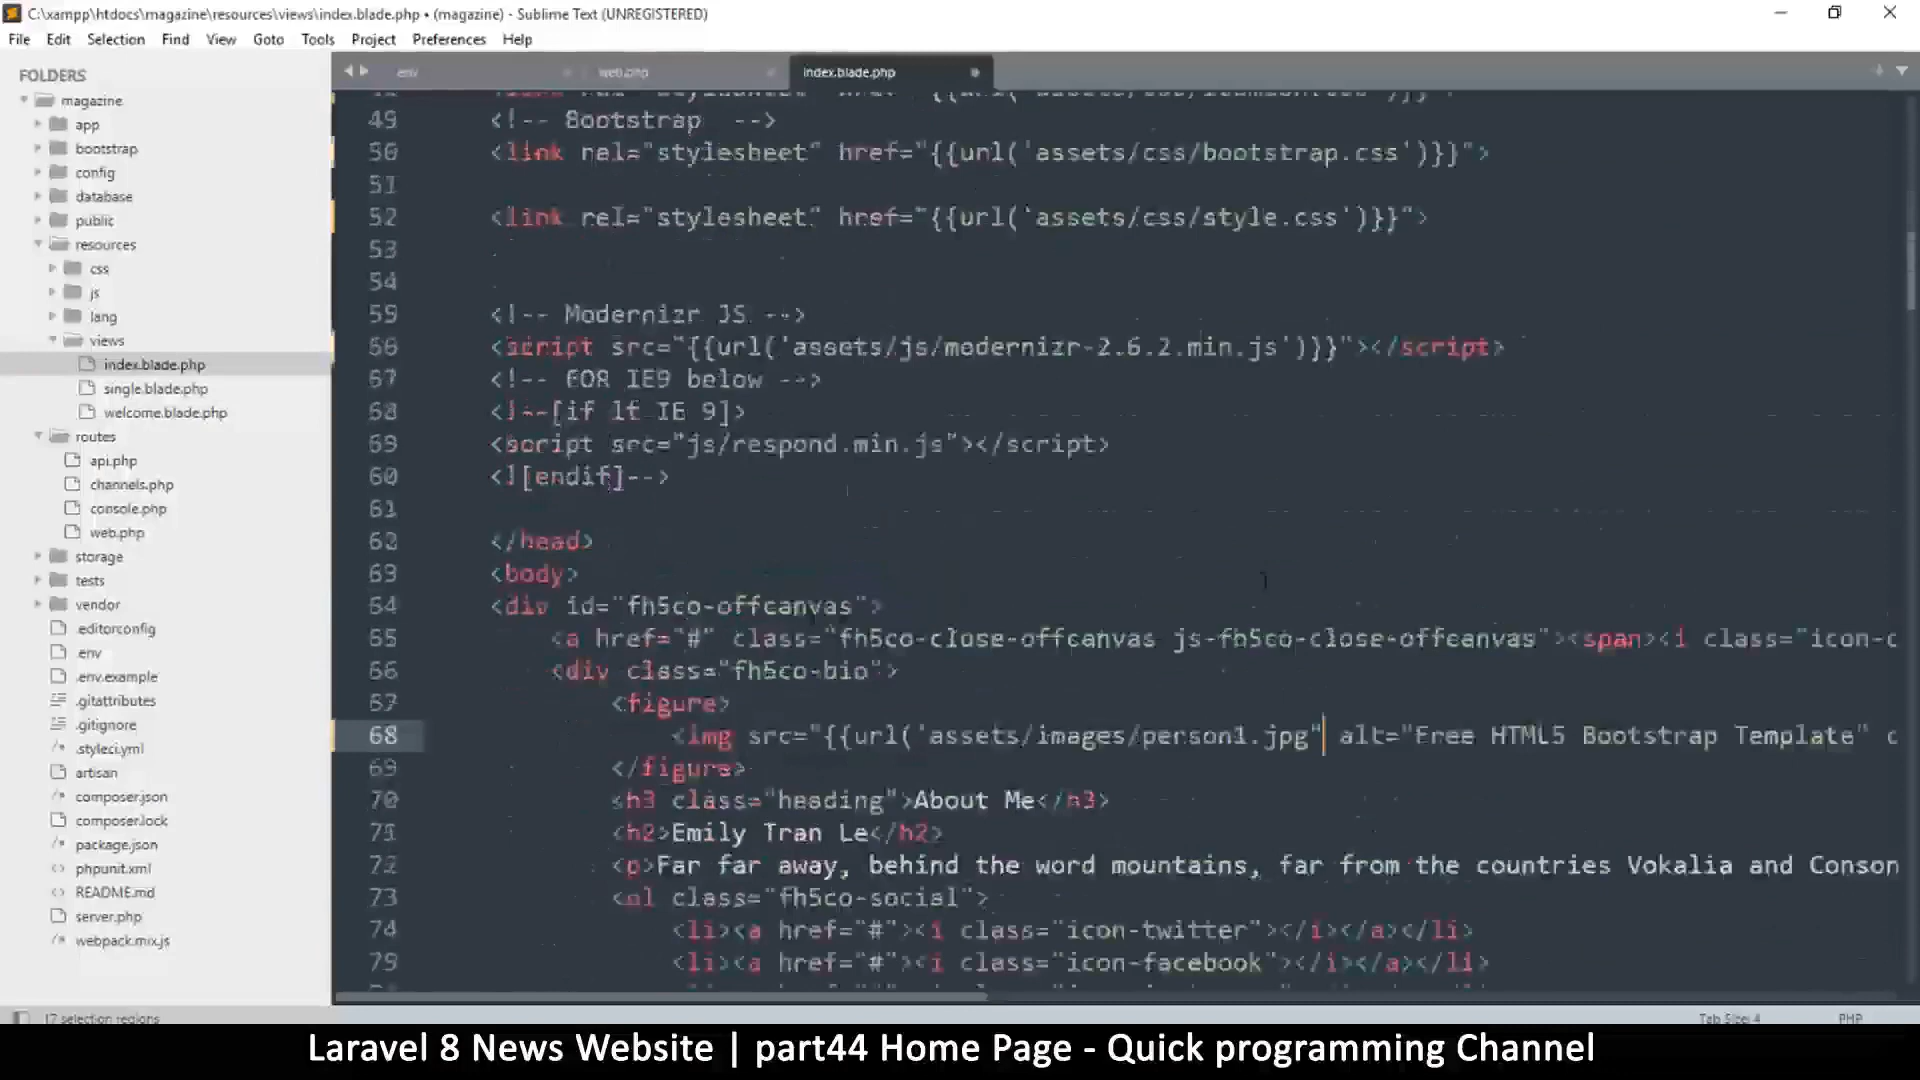 C:\xampp\htdocs\magazine\resources\views\index.blade.php • (magazine) - Sublime Text (UNREGISTERED)
File Edit Selection Find View Goto Tools Project Preferences Help
FOLDERS
magazine
app
bootstrap
config
database
public
resources
css
js
lang
views
index.blade.php
single.blade.php
welcome.blade.php
routes
api.php
channels.php
console.php
web.php
storage
tests
vendor
.editorconfig
.env
.env.example
.gitattributes
.gitignore
.styleci.yml
artisan
composer.json
composer.lock
package.json
phpunit.xml
README.md
server.php
webpack.mix.js
.env web.php index.blade.php
49 <!-- Bootstrap -->
50 <link rel="stylesheet" href="{{url('assets/css/bootstrap.css')}}">
51
52 <link rel="stylesheet" href="{{url('assets/css/style.css')}}">
53
54
55 <!-- Modernizr JS -->
56 <script src="{{url('assets/js/modernizr-2.6.2.min.js')}}"></script>
57 <!-- FOR IE9 below -->
58 <!--[if lt IE 9]>
59 <script src="js/respond.min.js"></script>
60 <![endif]-->
61
62 </head>
63 <body>
64 <div id="fh5co-offcanvas">
65 <a href="#" class="fh5co-close-offcanvas js-fh5co-close-offcanvas"><span><i class="icon-c
66 <div class="fh5co-bio">
67 <figure>
68 <img src="{{url('assets/images/person1.jpg" alt="Free HTML5 Bootstrap Template" c
69 </figure>
70 <h3 class="heading">About Me</h3>
71 <h2>Emily Tran Le</h2>
72 <p>Far far away, behind the word mountains, far from the countries Vokalia and Conson
73 <ul class="fh5co-social">
74 <li><a href="#"><i class="icon-twitter"></i></a></li>
75 <li><a href="#"><i class="icon-facebook"></i></a></li>
17 selection regions
Tab Size: 4 PHP
Laravel 8 News Website | part44 Home Page - Quick programming Channel